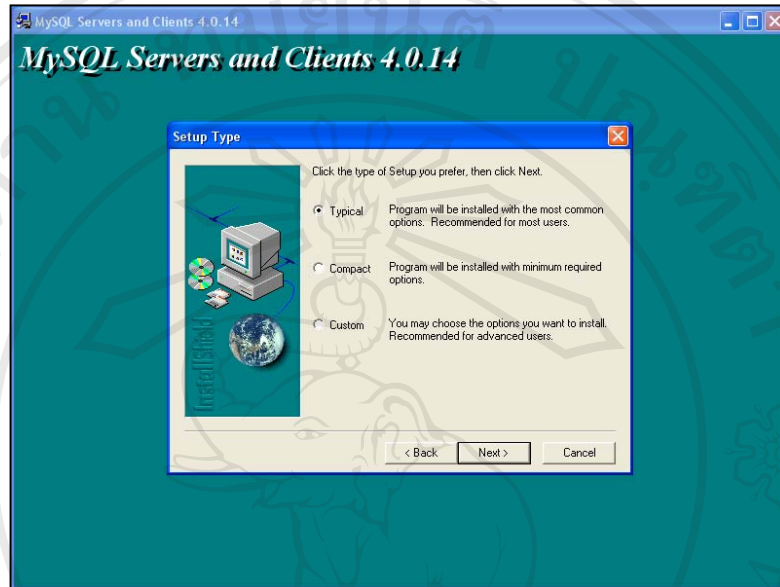 MySQL Servers and Clients 4.0.14
MySQL Servers and Clients 4.0.14
Setup Type
Click the type of Setup you prefer, then click Next.
Typical
Program will be installed with the most common
options. Recommended for most users.
Compact
Program will be installed with minimum required
options.
Custom
You may choose the options you want to install.
Recommended for advanced users.
InstallShield
< Back
Next >
Cancel